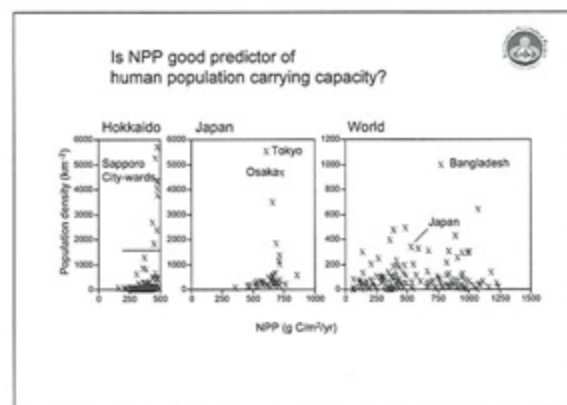 Is NPP good predictor of
human population carrying capacity?
Hokkaido
Japan
World
Population density (km-2)
6000
5000
4000
3000
2000
1000
0
Sapporo
City-wards
0
250
500
6000
5000
4000
3000
2000
1000
0
Tokyo
Osaka
0
250
500
750
1000
1200
1000
800
600
400
200
0
Bangladesh
Japan
0
250
500
750
1000
1250
1500
NPP (g C/m2/yr)